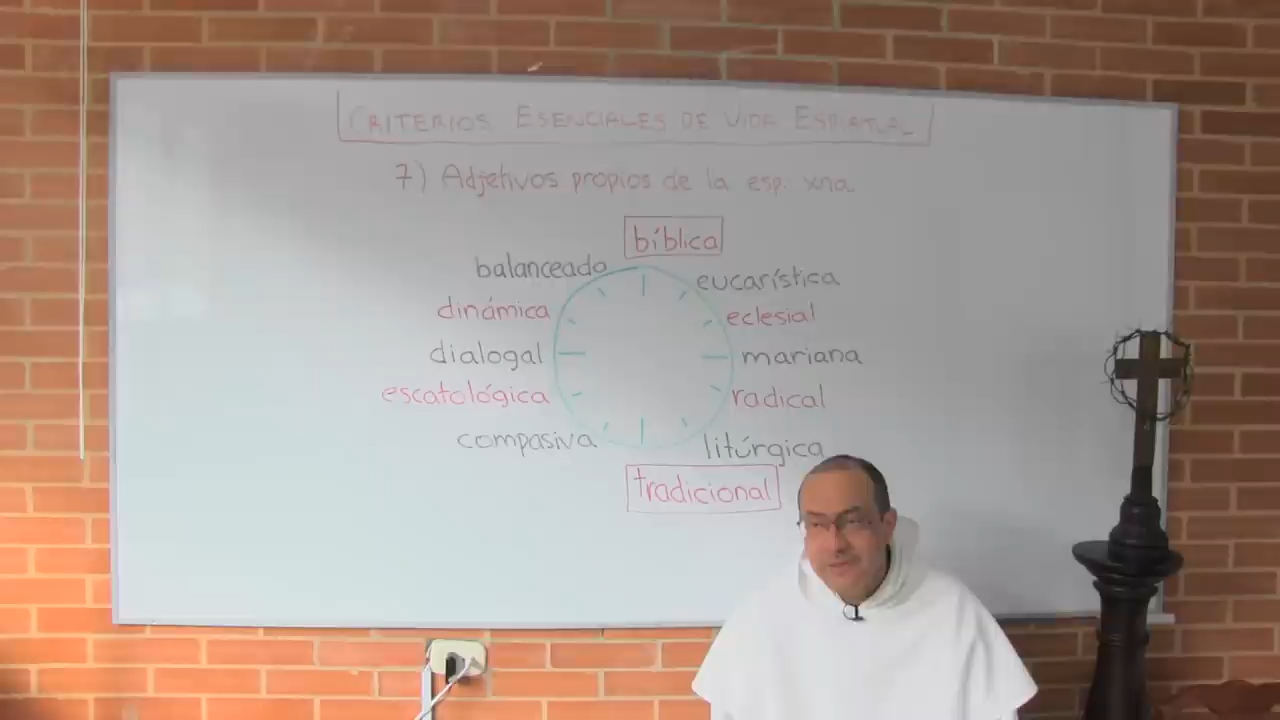 CRITERIOS ESENCIALES DE VIDA ESPIRTUAL
7) Adjetivos propios de la esp. xna
bíblica
balanceado
eucarística
dinámica
eclesial
dialogal
mariana
escatológica
radical
compasiva
litúrgica
tradicional